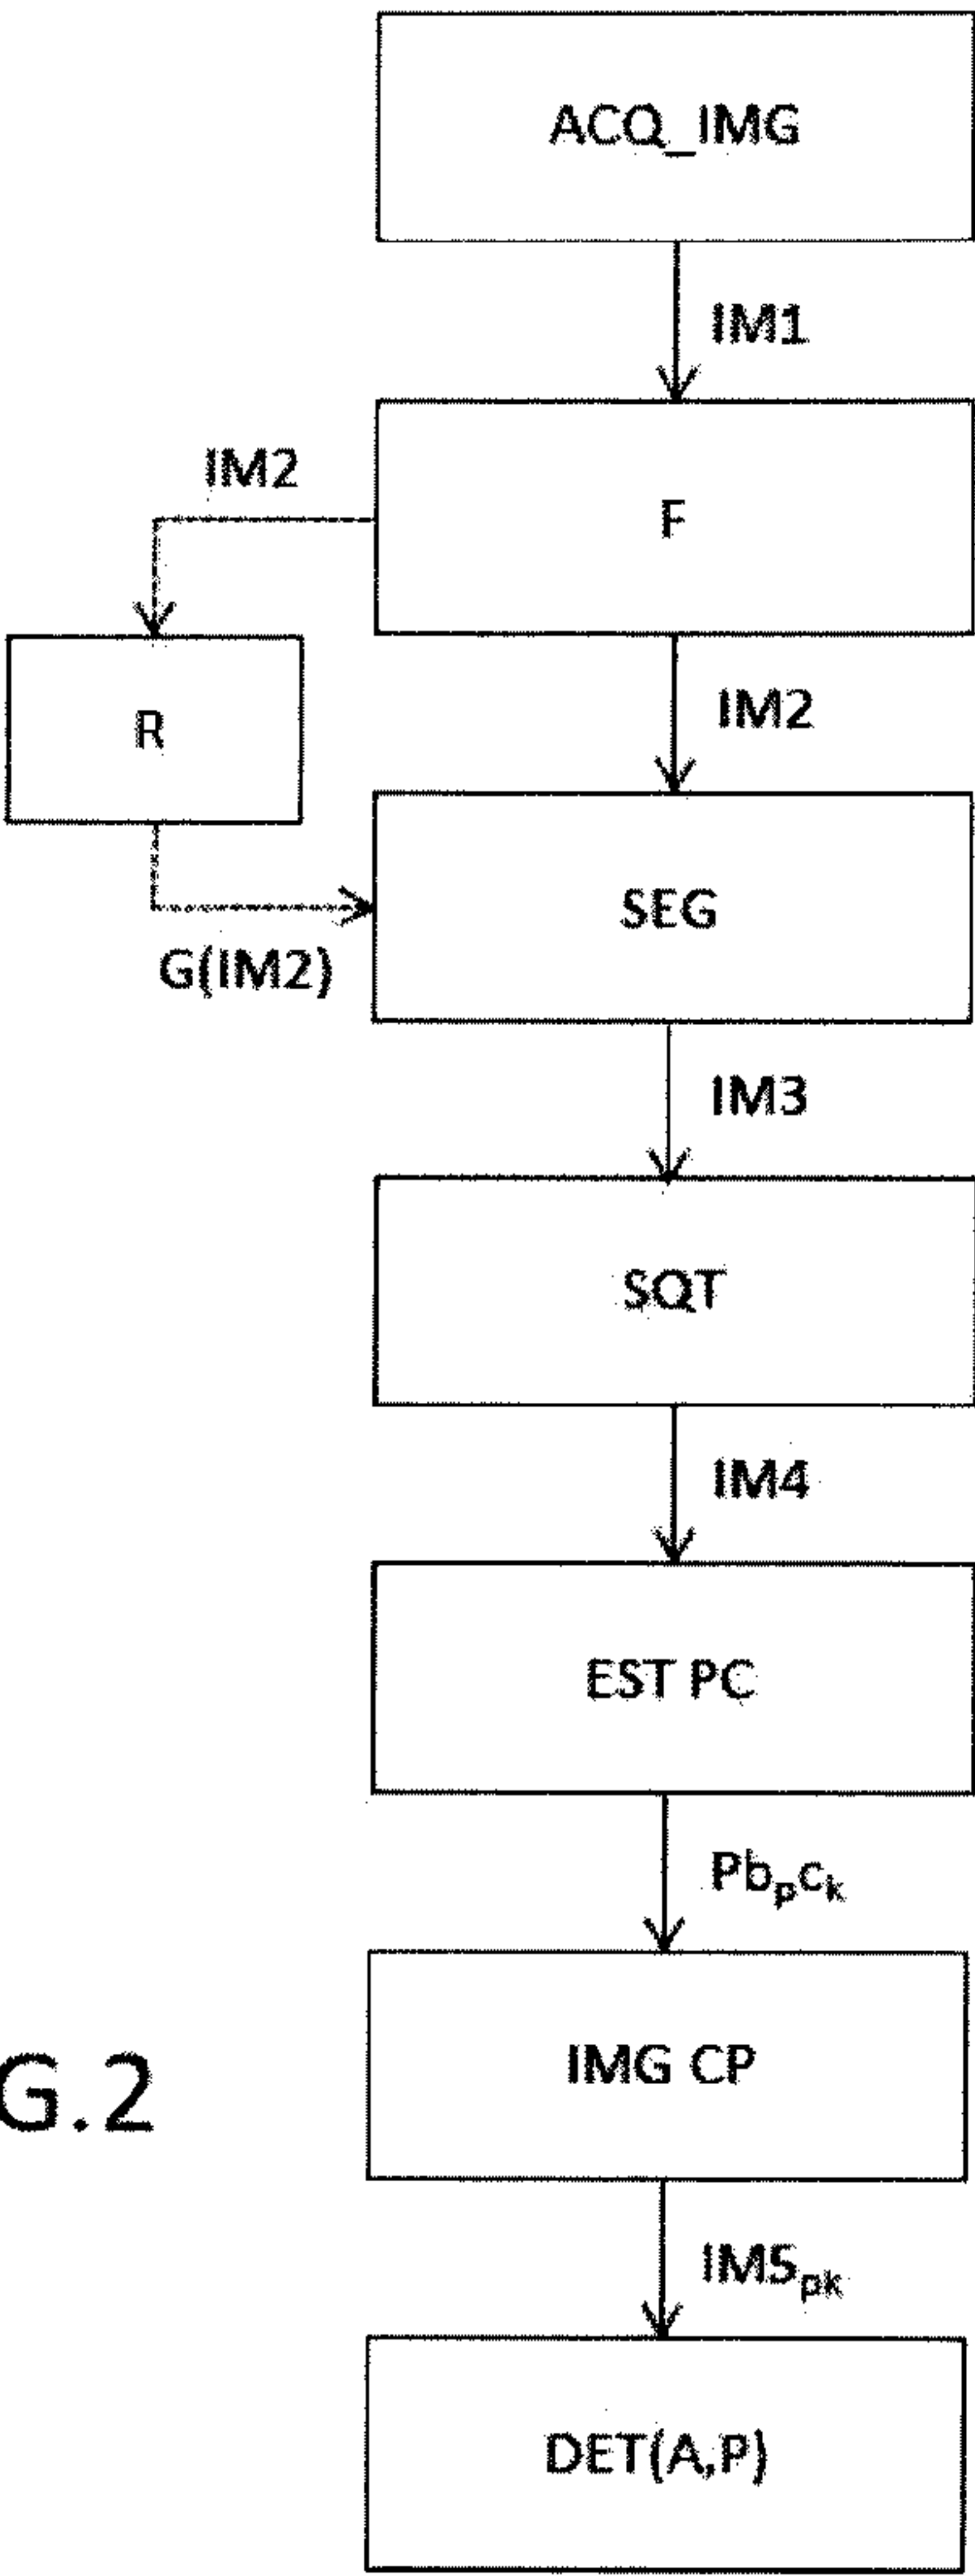 ACQ_IMG
IM1
F
IM2
R
IM2
G(IM2)
SEG
IM3
SQT
IM4
EST PC
Pbpck
IMG CP
IM5pk
G.2
DET(A,P)